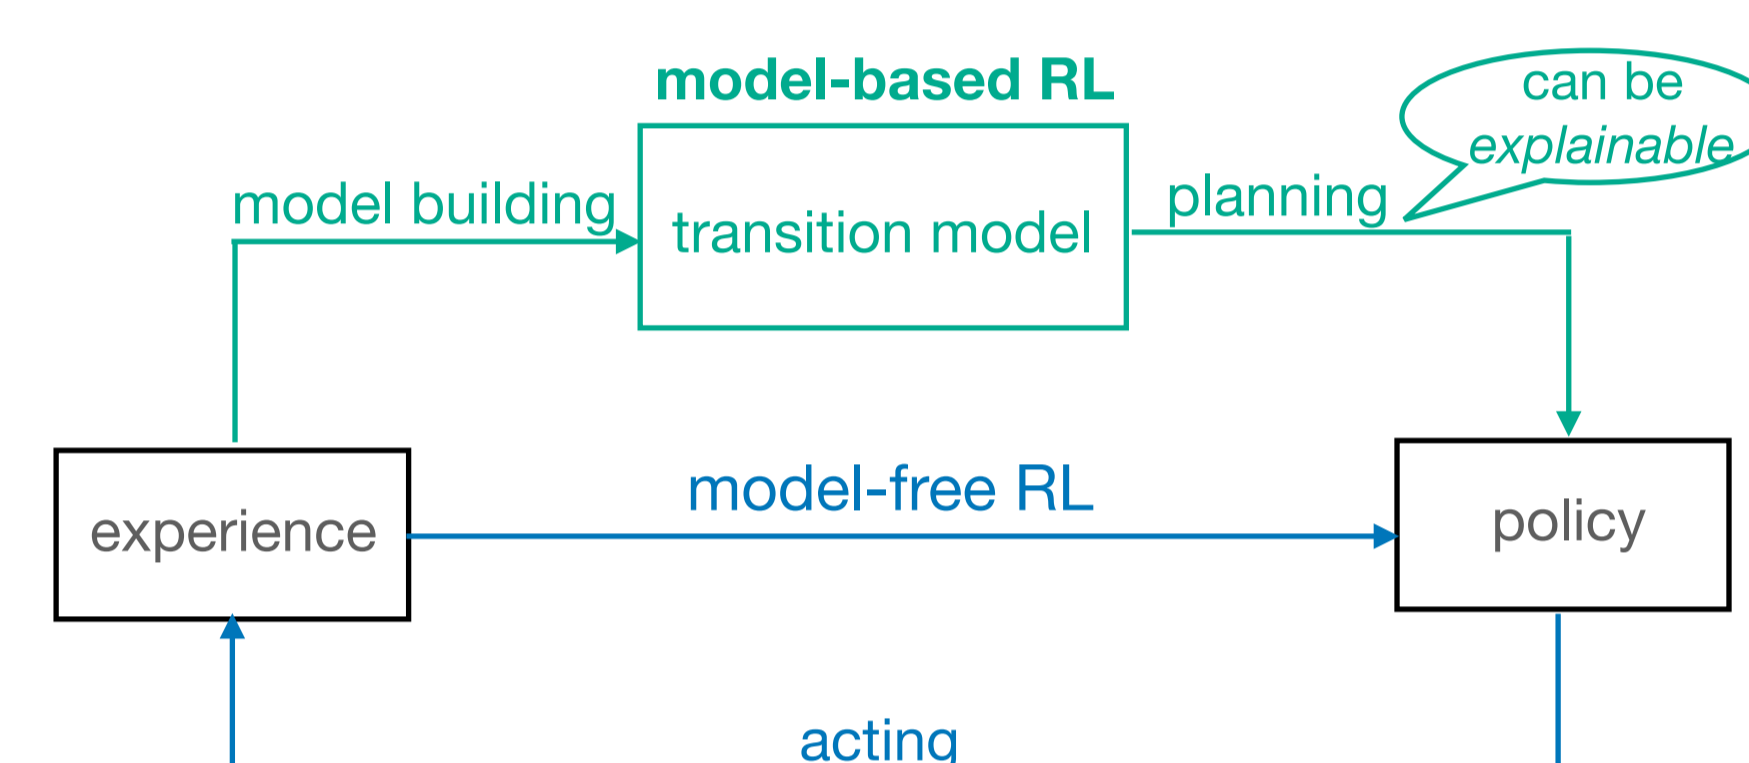 model-based RL
can be
explainable
model building
transition model
planning
model-free RL
experience
policy
acting